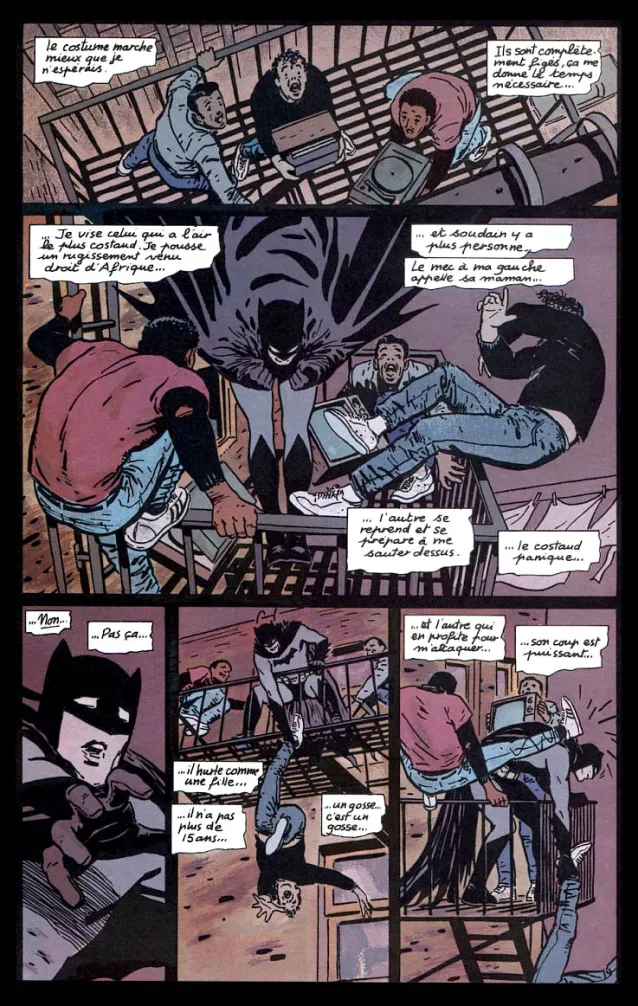 le costume marche
mieux que je
n'espérais.
Ils sont complète-
ment figés, ça me
donne le temps
nécessaire...
... Je vise celui qui a l'air
le plus costaud. Je pousse
un rugissement venu
droit d'Afrique...
... et soudain y a
plus personne...
Le mec à ma gauche
appelle sa maman...
... l'autre se
reprend et se
prépare à me
sauter dessus.
... le costaud
panique...
... Non...
... Pas ça...
... il hurle comme
une fille...
... il n'a pas
plus de
15 ans...
... un gosse...
c'est un
gosse...
... et l'autre qui
en profite pour
m'attaquer...
... son coup est
puissant...